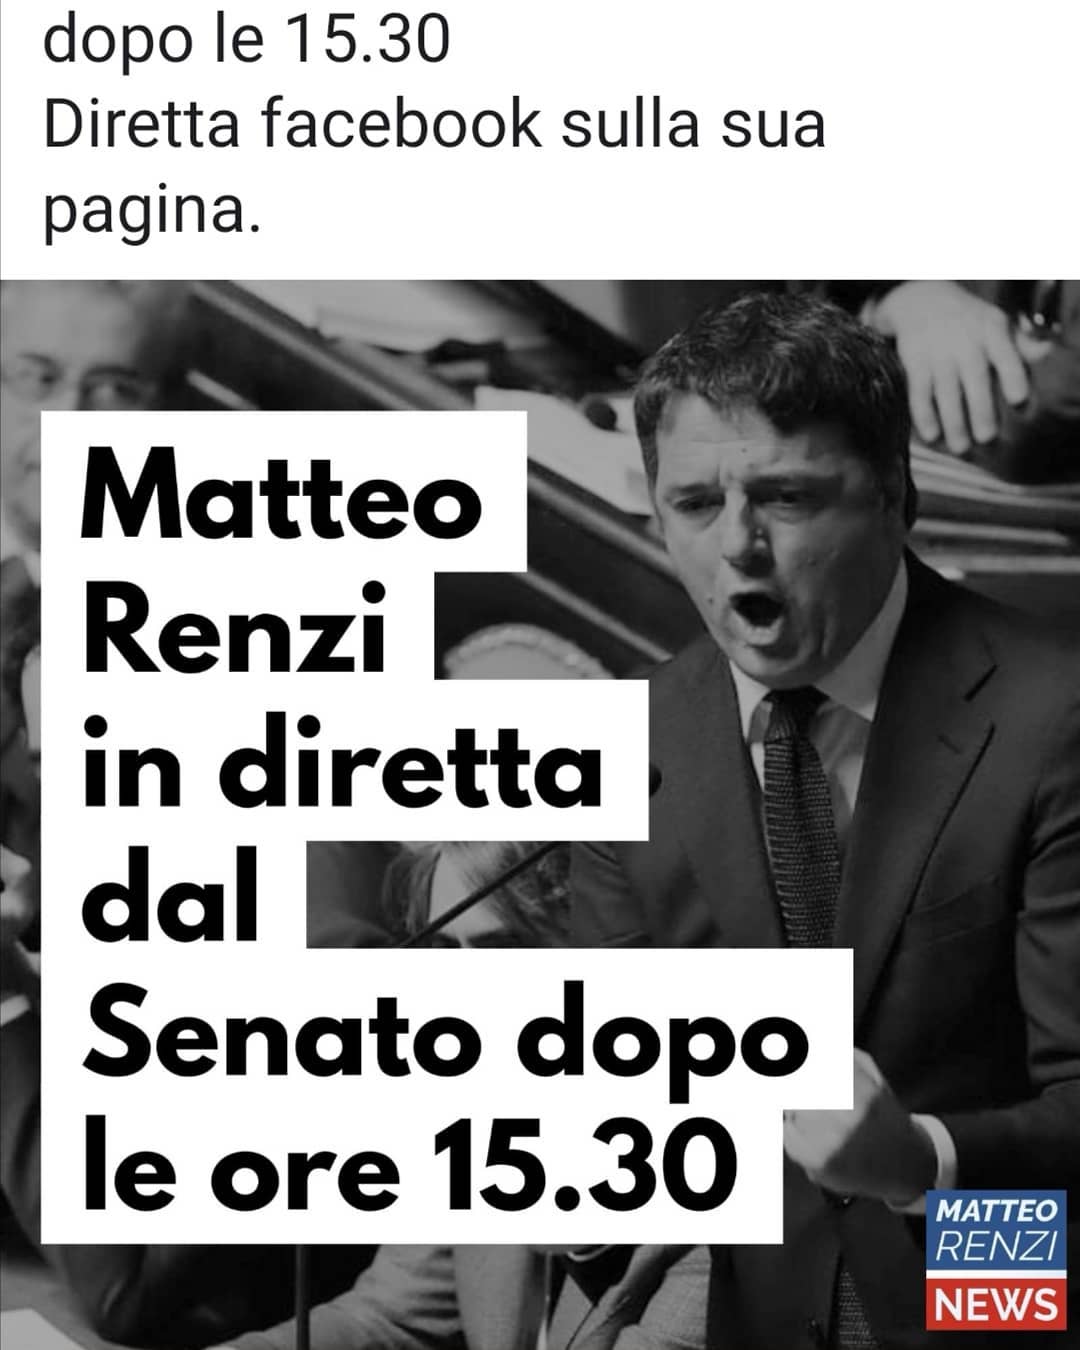 dopo le 15.30
Diretta facebook sulla sua
pagina.
Matteo
Renzi
in diretta
dal
Senato dopo
le ore 15.30
MATTEO
RENZI
NEWS